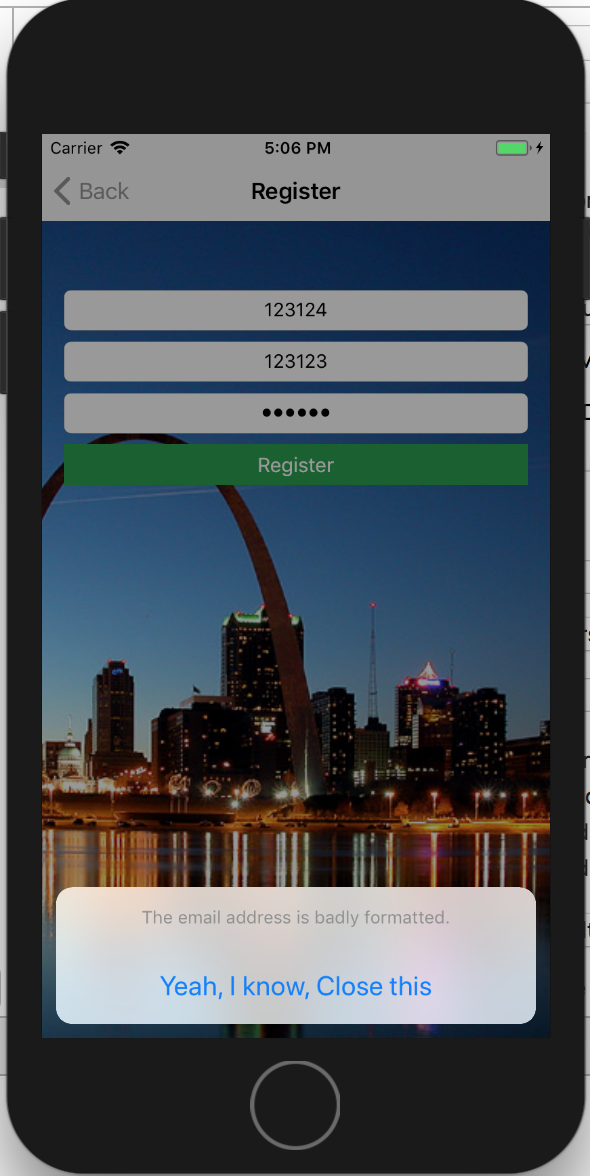 Carrier
5:06 PM
Back
Register
123124
123123
••••••
Register
The email address is badly formatted.
Yeah, I know, Close this